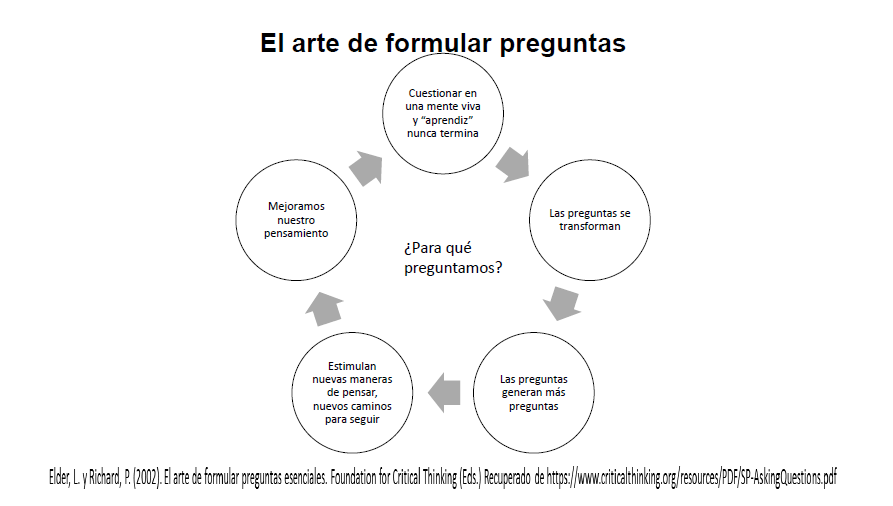 El arte de formular preguntas
Cuestionar en
una mente viva
y “aprendiz”
nunca termina
Las preguntas se
transforman
Las preguntas
generan más
preguntas
Estimulan
nuevas maneras
de pensar,
nuevos caminos
para seguir
Mejoramos
nuestro
pensamiento
¿Para qué
preguntamos?
Elder, L. y Richard, P. (2002). El arte de formular preguntas esenciales. Foundation for Critical Thinking (Eds.) Recuperado de https://www.criticalthinking.org/resources/PDF/SP-AskingQuestions.pdf